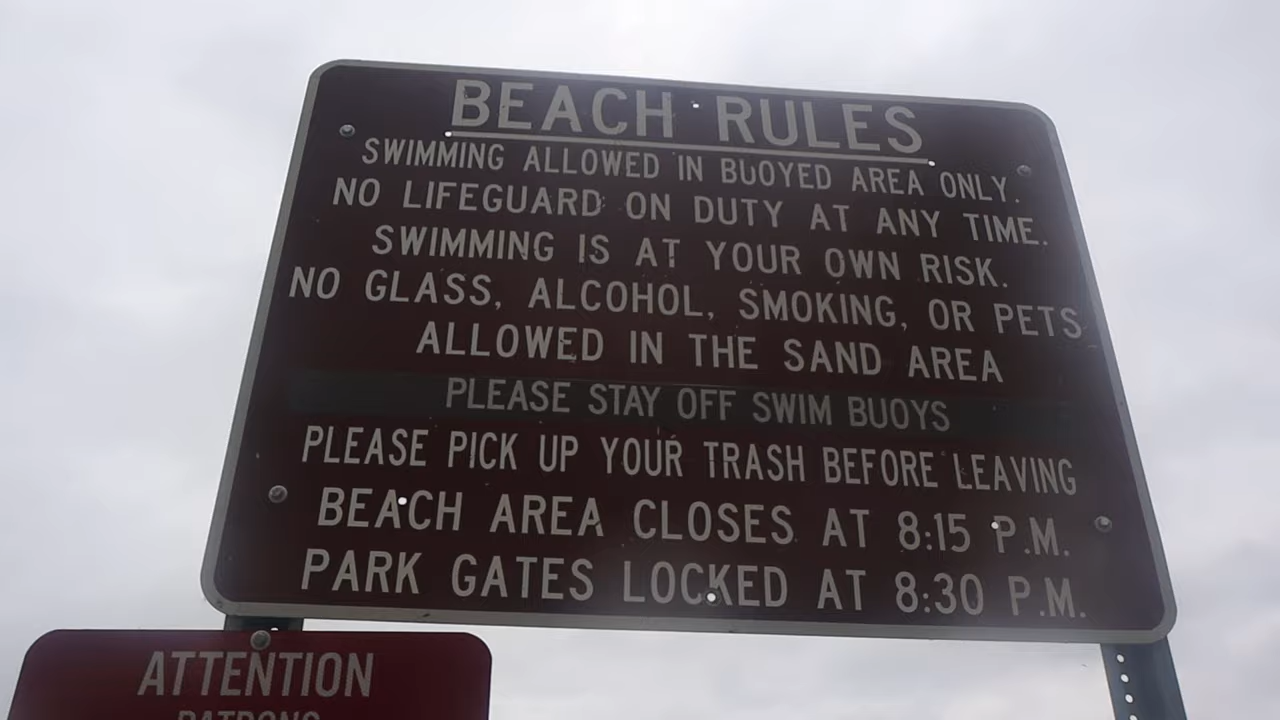 BEACH RULES
SWIMMING ALLOWED IN BUOYED AREA ONLY.
NO LIFEGUARD ON DUTY AT ANY TIME.
SWIMMING IS AT YOUR OWN RISK.
NO GLASS, ALCOHOL, SMOKING, OR PETS
ALLOWED IN THE SAND AREA
PLEASE STAY OFF SWIM BUOYS
PLEASE PICK UP YOUR TRASH BEFORE LEAVING
BEACH AREA CLOSES AT 8:15 P.M.
PARK GATES LOCKED AT 8:30 P.M.
ATTENTION
PATRONS